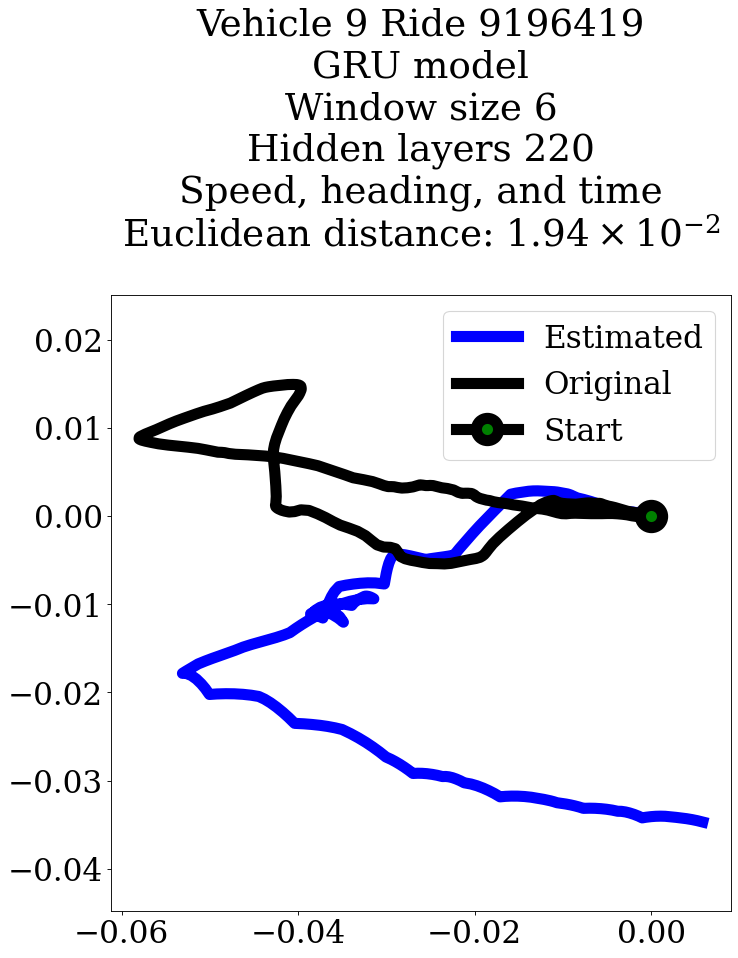 Vehicle 9 Ride 9196419
GRU model
Window size 6
Hidden layers 220
Speed, heading, and time
Euclidean distance: 1.94 × 10⁻²
Estimated
Original
Start
0.02
0.01
0.00
−0.01
−0.02
−0.03
−0.04
−0.06 −0.04 −0.02 0.00